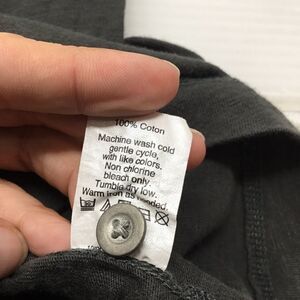 100% Coton
Machine wash cold
gentle cycle,
with like colors.
Non chlorine
bleach only.
Tumble dry low.
Warm iron as needed.